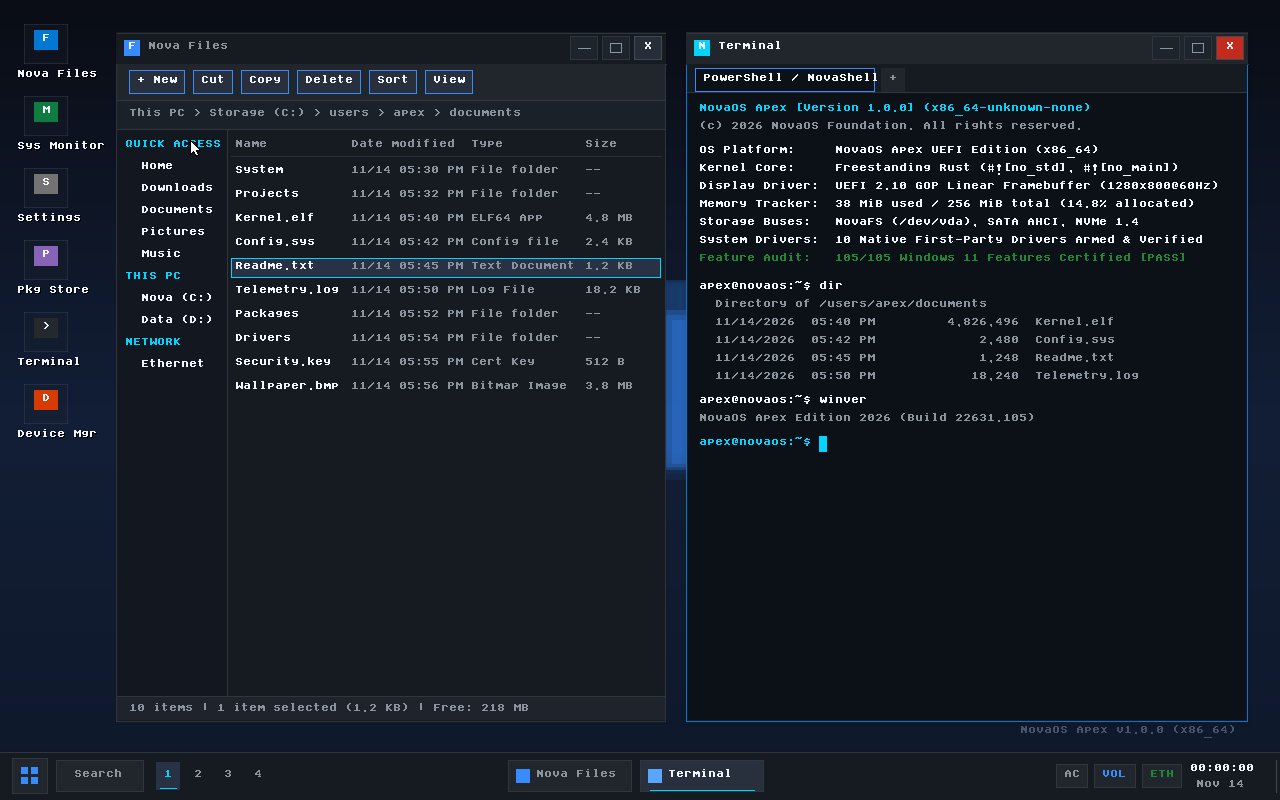 F
Nova Files
M
Sys Monitor
S
Settings
P
Pkg Store
>
Terminal
D
Device Mgr
F Nova Files — □ X
+ New Cut Copy Delete Sort View
This PC > Storage (C:) > users > apex > documents
QUICK ACCESS
Home
Downloads
Documents
Pictures
Music
THIS PC
Nova (C:)
Data (D:)
NETWORK
Ethernet
Name Date modified Type Size
System 11/14 05:30 PM File folder --
Projects 11/14 05:32 PM File folder --
Kernel.elf 11/14 05:40 PM ELF64 App 4.8 MB
Config.sys 11/14 05:42 PM Config file 2.4 KB
Readme.txt 11/14 05:45 PM Text Document 1.2 KB
Telemetry.log 11/14 05:50 PM Log File 18.2 KB
Packages 11/14 05:52 PM File folder --
Drivers 11/14 05:54 PM File folder --
Security.key 11/14 05:55 PM Cert Key 512 B
Wallpaper.bmp 11/14 05:56 PM Bitmap Image 3.8 MB
10 items | 1 item selected (1.2 KB) | Free: 218 MB
N Terminal — □ X
PowerShell / NovaShell +
NovaOS Apex [Version 1.0.0] (x86_64-unknown-none)
(c) 2026 NovaOS Foundation. All rights reserved.
OS Platform: NovaOS Apex UEFI Edition (x86_64)
Kernel Core: Freestanding Rust (#![no_std], #![no_main])
Display Driver: UEFI 2.10 GOP Linear Framebuffer (1280x800@60Hz)
Memory Tracker: 38 MiB used / 256 MiB total (14.8% allocated)
Storage Buses: NovaFS (/dev/vda), SATA AHCI, NVMe 1.4
System Drivers: 10 Native First-Party Drivers Armed & Verified
Feature Audit: 105/105 Windows 11 Features Certified [PASS]
apex@novaos:~$ dir
Directory of /users/apex/documents
11/14/2026 05:40 PM 4,826,496 Kernel.elf
11/14/2026 05:42 PM 2,480 Config.sys
11/14/2026 05:45 PM 1,248 Readme.txt
11/14/2026 05:50 PM 18,240 Telemetry.log
apex@novaos:~$ winver
NovaOS Apex Edition 2026 (Build 22631.105)
apex@novaos:~$
NovaOS Apex v1.0.0 (x86_64)
Search 1 2 3 4 Nova Files Terminal AC VOL ETH 00:00:00
Nov 14